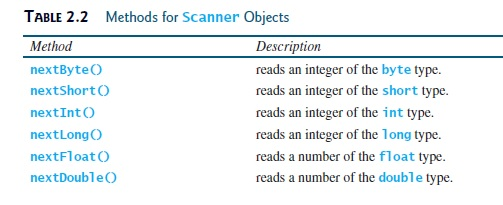 TABLE 2.2 Methods for Scanner Objects
Method Description
nextByte() reads an integer of the byte type.
nextShort() reads an integer of the short type.
nextInt() reads an integer of the int type.
nextLong() reads an integer of the long type.
nextFloat() reads a number of the float type.
nextDouble() reads a number of the double type.